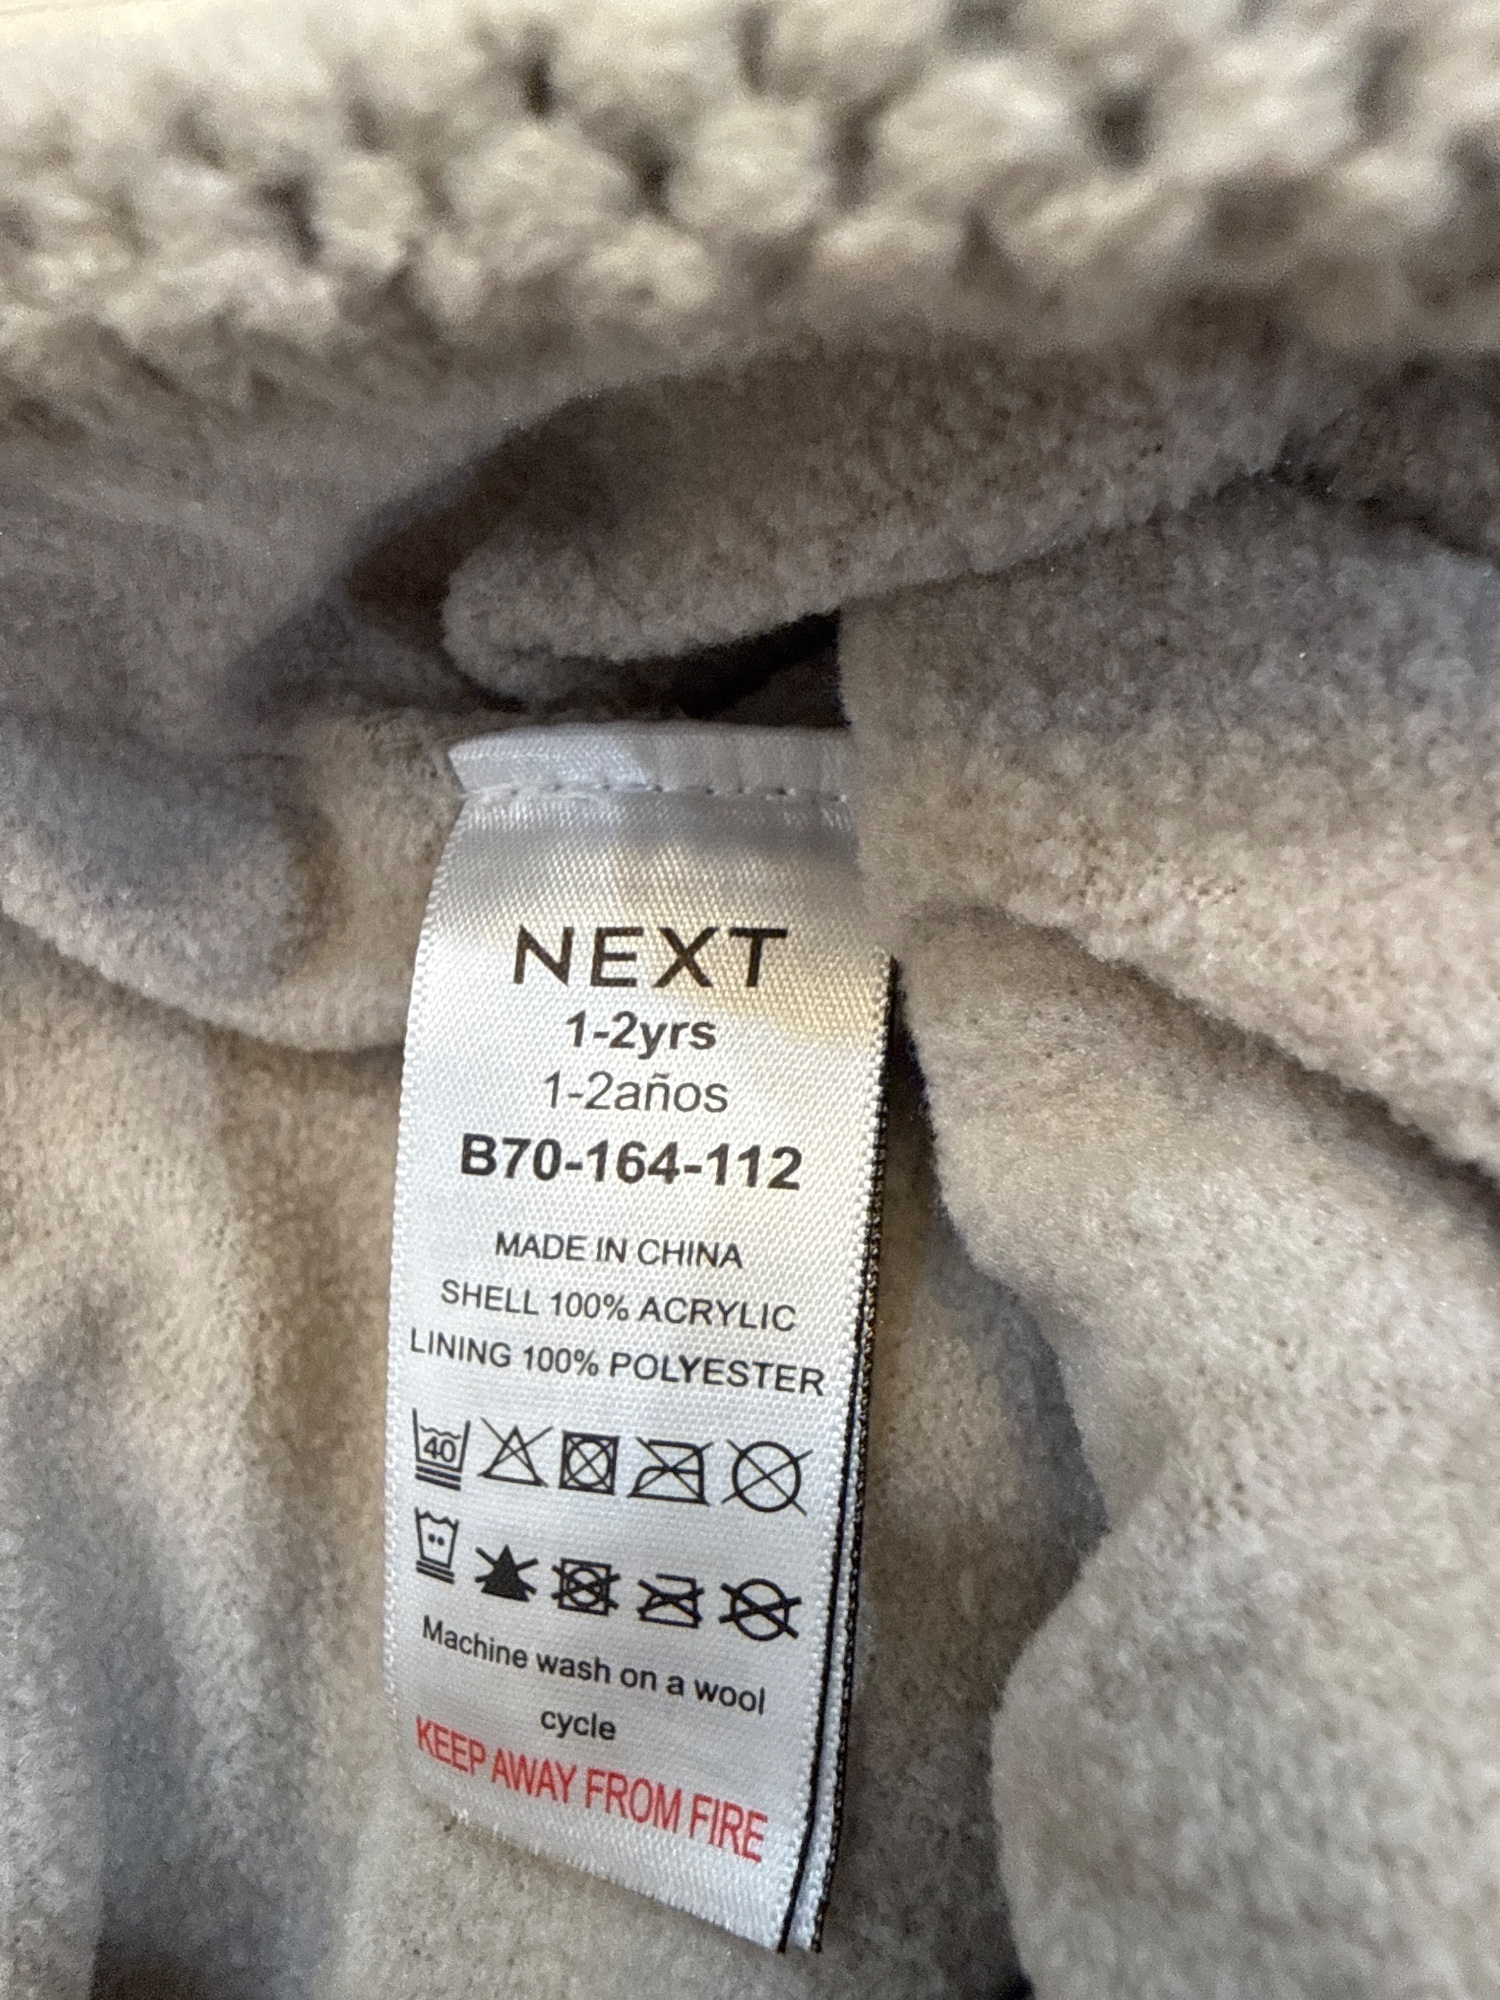 NEXT
1-2yrs
1-2años
B70-164-112
MADE IN CHINA
SHELL 100% ACRYLIC
LINING 100% POLYESTER
40
Machine wash on a wool
cycle
KEEP AWAY FROM FIRE